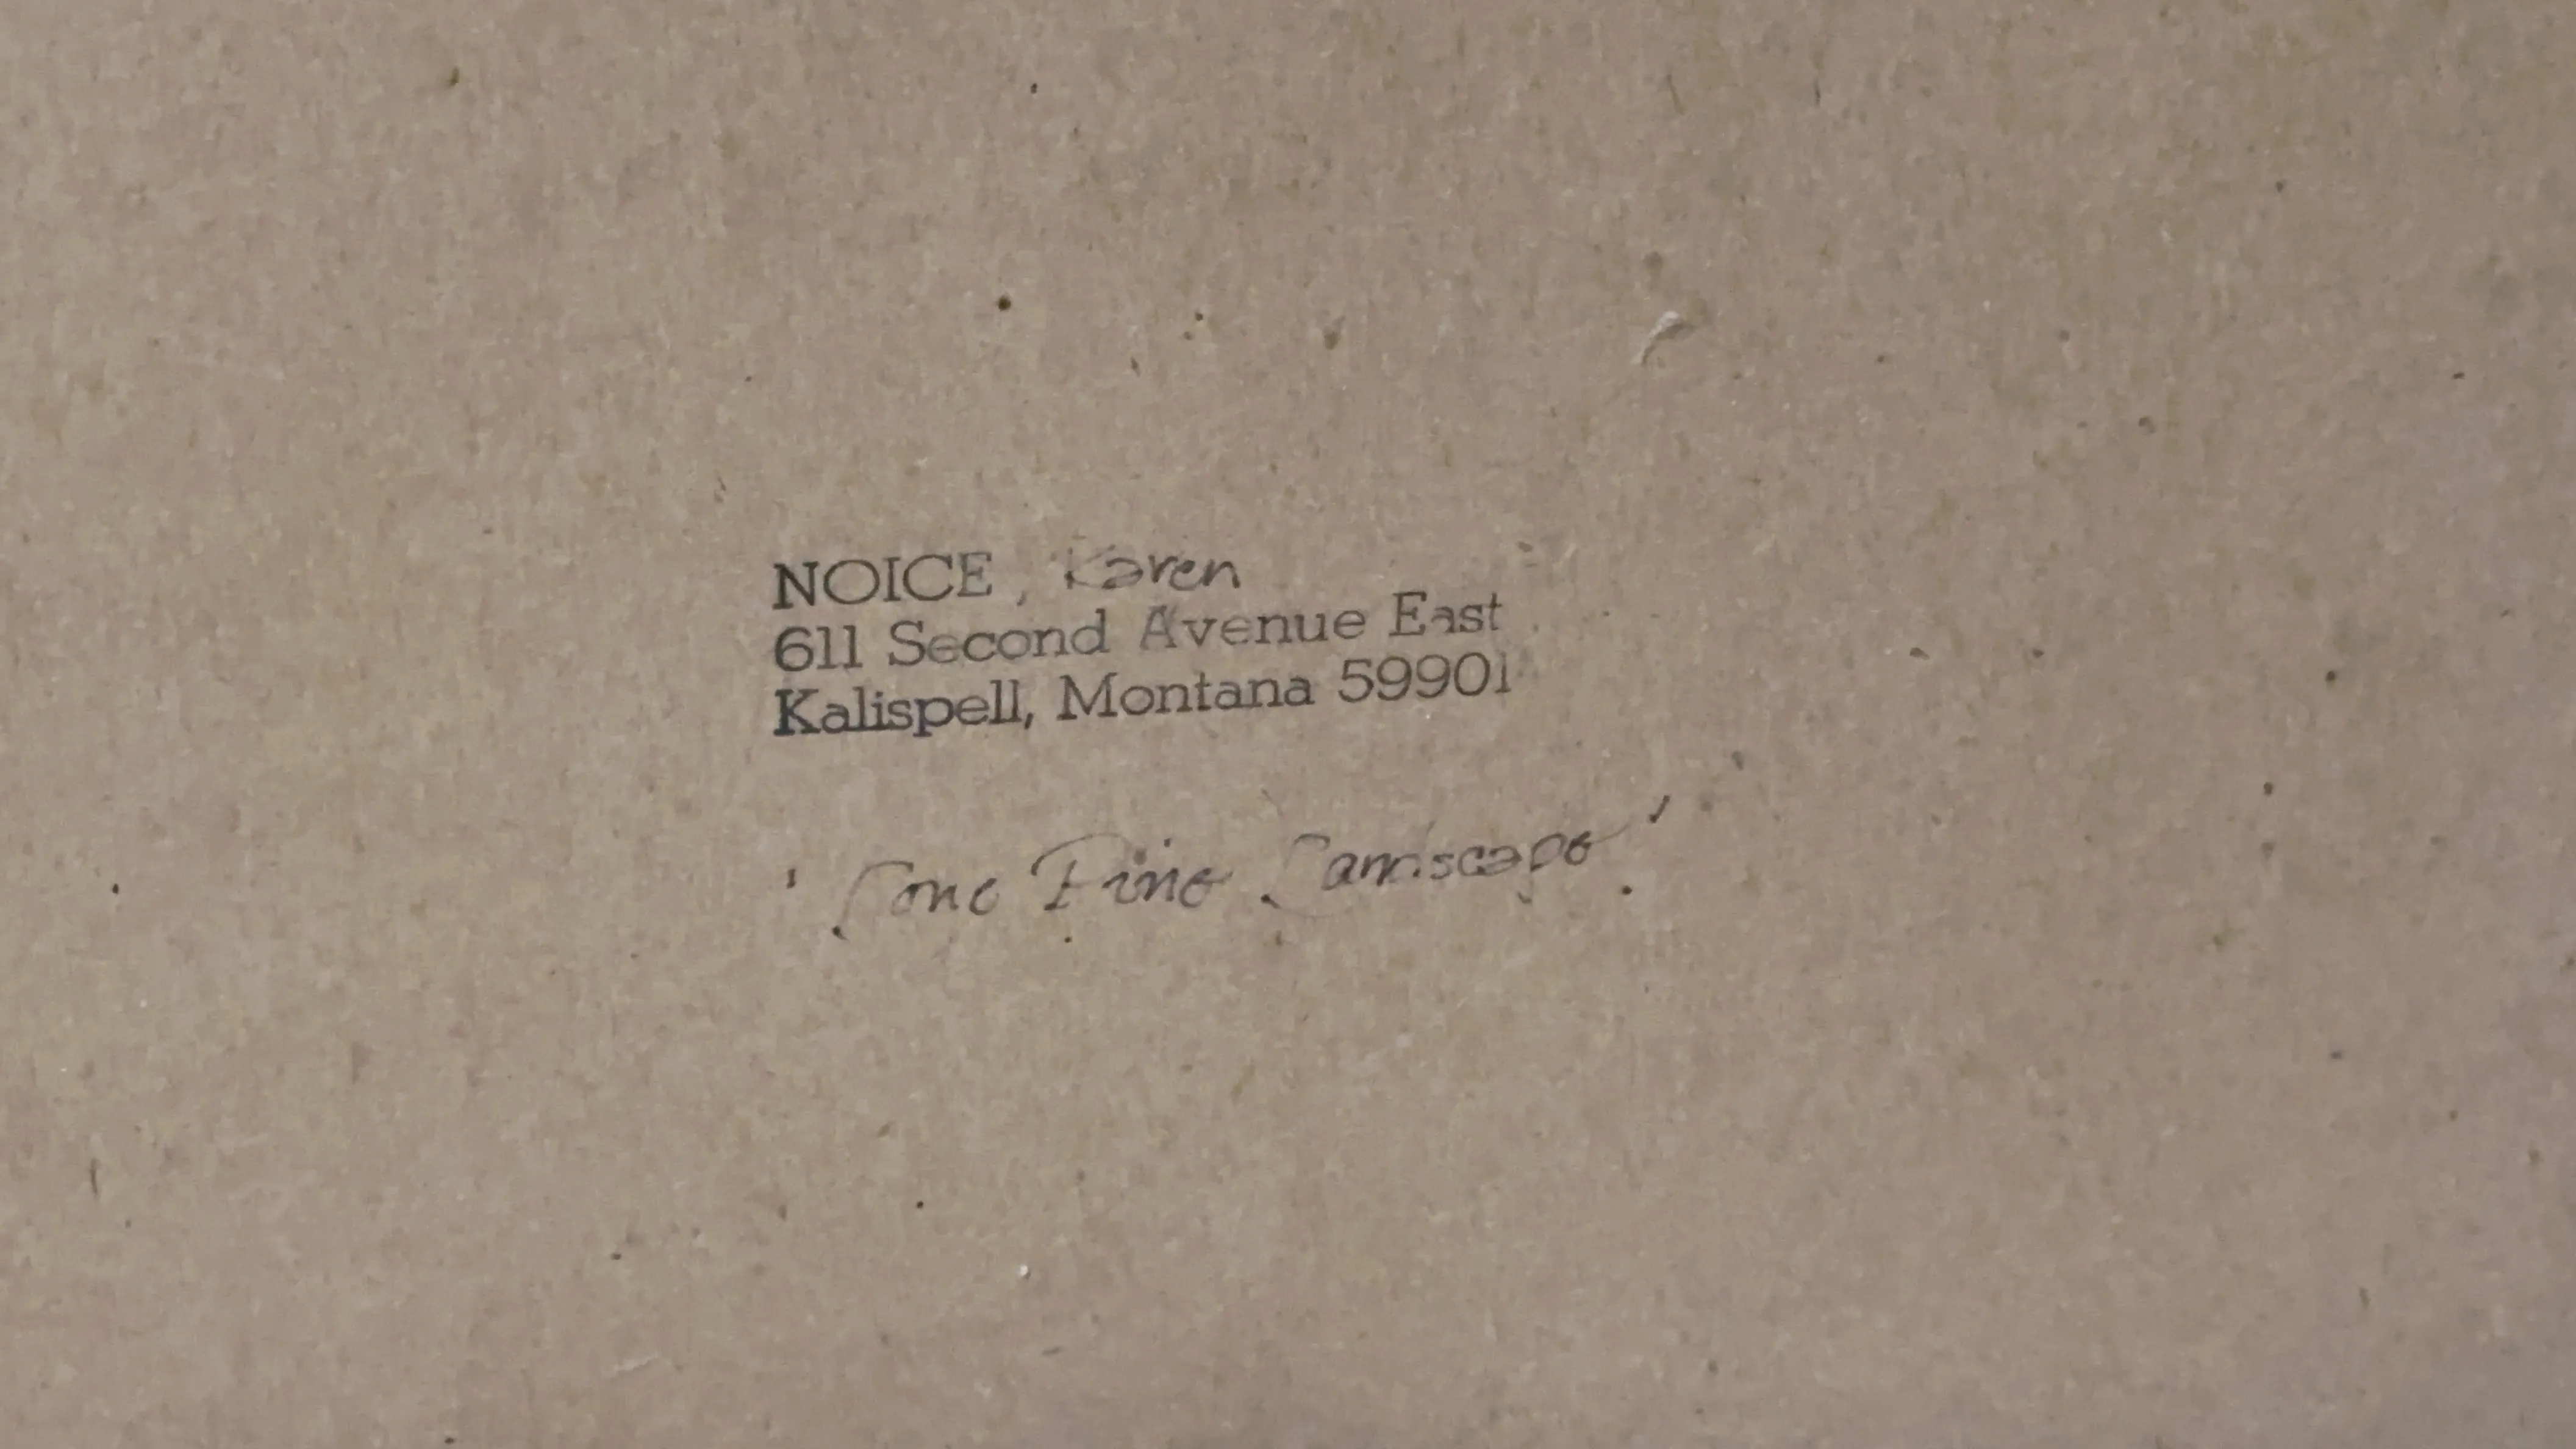 NOICE, Karen
611 Second Avenue East
Kalispell, Montana 59901
'Lone Pine Landscape'